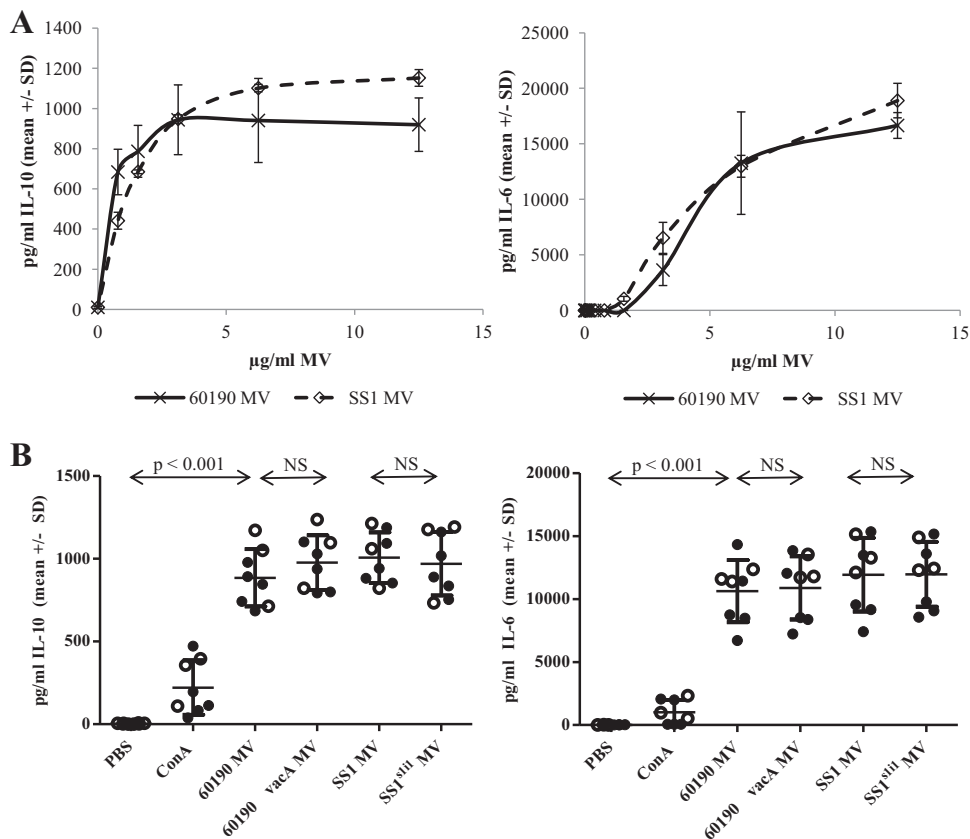 A
pg/ml IL-10 (mean +/- SD)
1400
1200
1000
800
600
400
200
0
0
5
10
15
µg/ml MV
60190 MV
SS1 MV
pg/ml IL-6 (mean +/- SD)
25000
20000
15000
10000
5000
0
0
5
10
15
µg/ml MV
60190 MV
SS1 MV
B
pg/ml IL-10 (mean +/- SD)
1500
1000
500
0
p < 0.001
NS
NS
PBS
ConA
60190 MV
60190 vacA MV
SS1 MV
SS1 slt1 MV
pg/ml IL-6 (mean +/- SD)
20000
15000
10000
5000
0
p < 0.001
NS
NS
PBS
ConA
60190 MV
60190 vacA MV
SS1 MV
SS1 slt1 MV